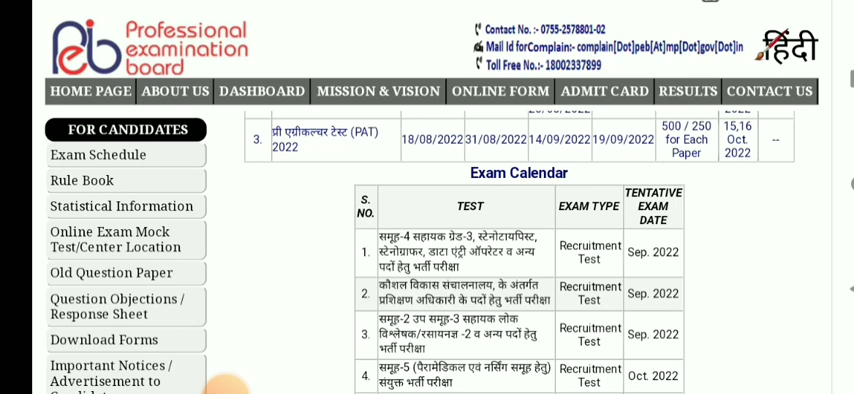 Professional
examination
board
Contact No. :- 0755-2578801-02
Mail Id forComplain:- complain[Dot]peb[At]mp[Dot]gov[Dot]in
Toll Free No.:- 18002337899
हिंदी
HOME PAGE ABOUT US DASHBOARD MISSION & VISION ONLINE FORM ADMIT CARD RESULTS CONTACT US
FOR CANDIDATES
Exam Schedule
Rule Book
Statistical Information
Online Exam Mock
Test/Center Location
Old Question Paper
Question Objections /
Response Sheet
Download Forms
Important Notices /
Advertisement to
3. प्री एग्रीकल्चर टेस्ट (PAT) 2022 18/08/2022 31/08/2022 14/09/2022 19/09/2022 500 / 250 for Each Paper 15,16 Oct. 2022 --
Exam Calendar
S. NO. TEST EXAM TYPE TENTATIVE EXAM DATE
1. समूह-4 सहायक ग्रेड-3, स्टेनोटायपिस्ट,
स्टेनोग्राफर, डाटा एंट्री ऑपरेटर व अन्य
पदों हेतु भर्ती परीक्षा
Recruitment Test Sep. 2022
2. कौशल विकास संचालनालय, के अंतर्गत
प्रशिक्षण अधिकारी के पदों हेतु भर्ती परीक्षा
Recruitment Test Sep. 2022
3. समूह-2 उप समूह-3 सहायक लोक
विश्लेषक/रसायनज्ञ -2 व अन्य पदों हेतु
भर्ती परीक्षा
Recruitment Test Sep. 2022
4. समूह-5 (पैरामेडिकल एवं नर्सिंग समूह हेतु)
संयुक्त भर्ती परीक्षा
Recruitment Test Oct. 2022